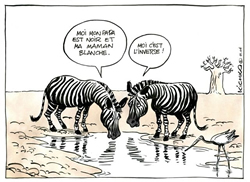 MOI MON PAPA
EST NOIR ET
MA MAMAN
BLANCHE...
MOI C'EST
L'INVERSE !